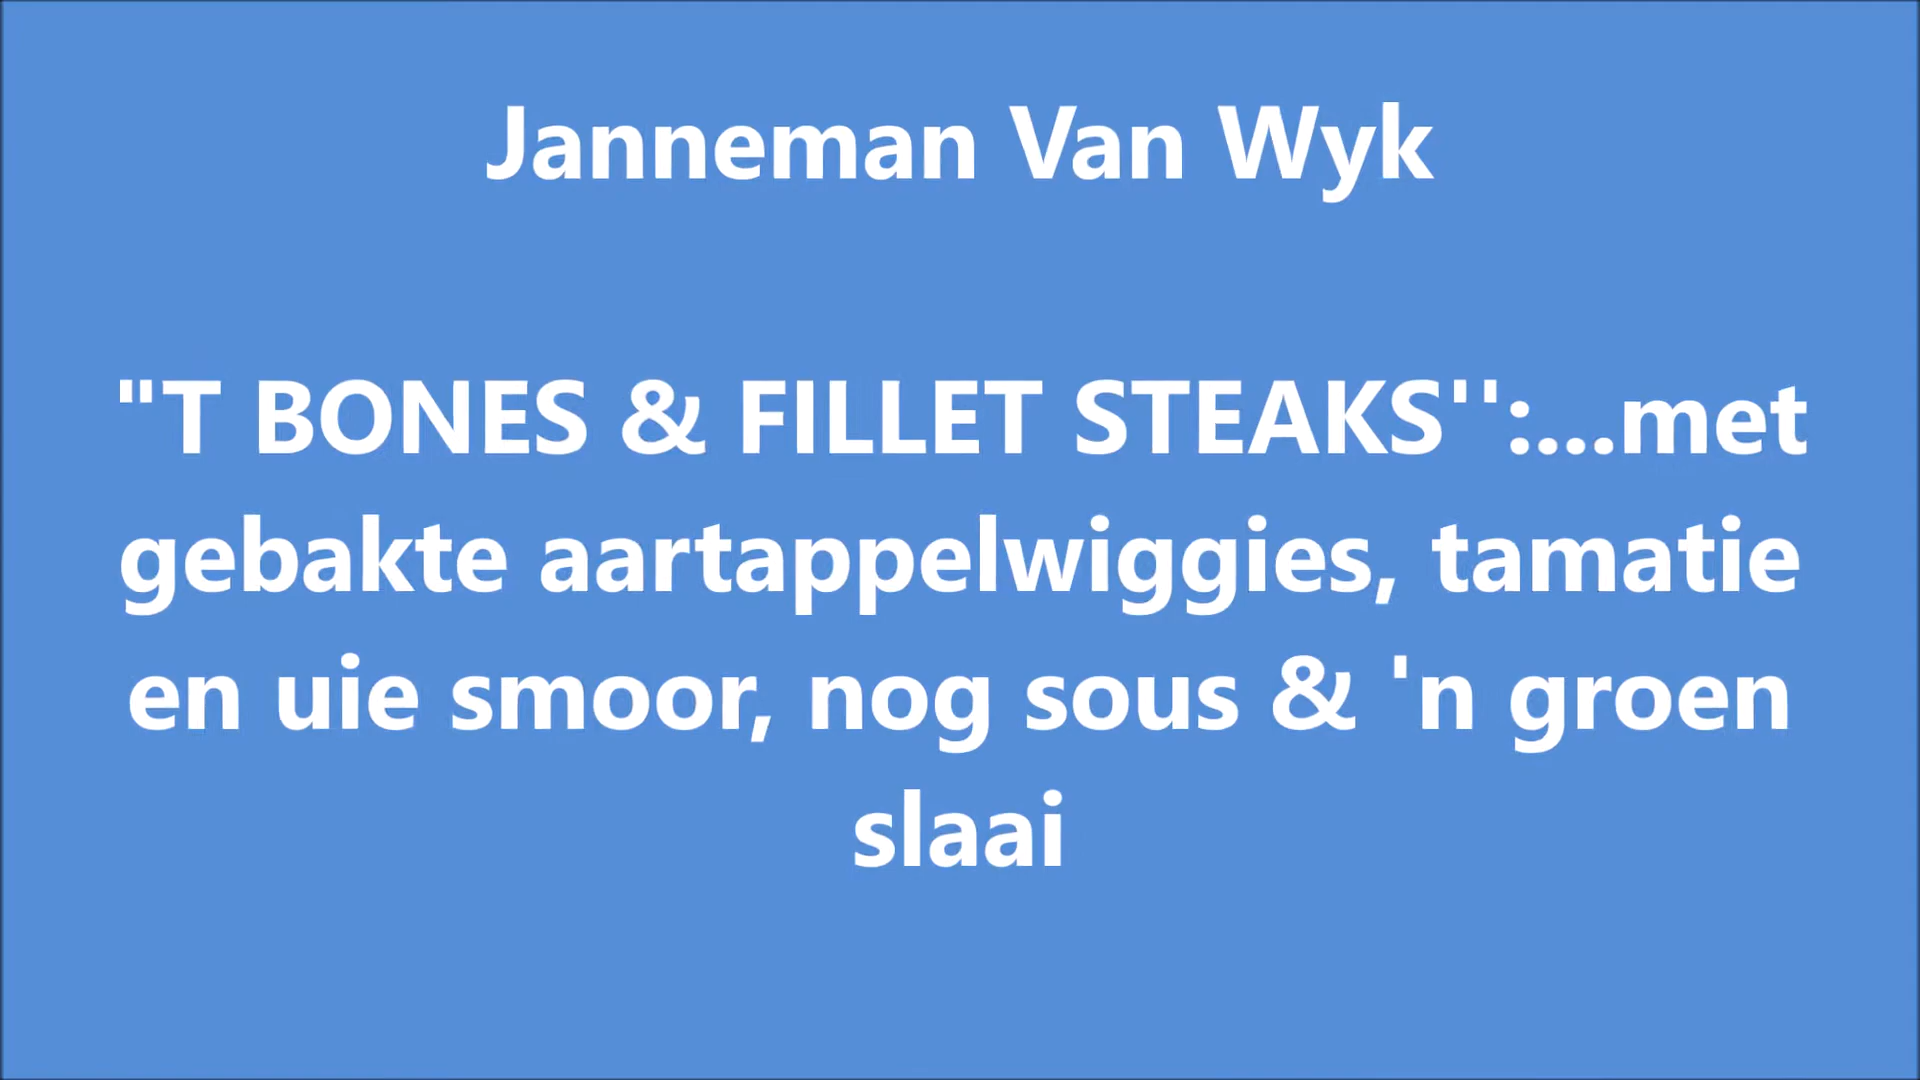 Janneman Van Wyk
"T BONES & FILLET STEAKS'':...met
gebakte aartappelwiggies, tamatie
en uie smoor, nog sous & 'n groen
slaai